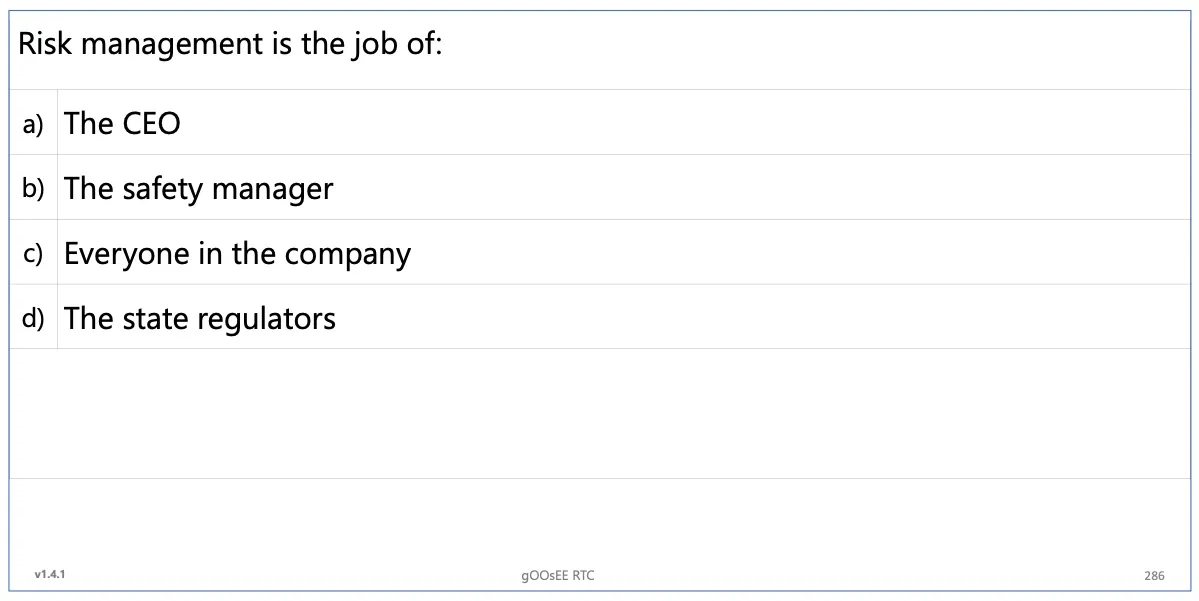 Risk management is the job of:
a) The CEO
b) The safety manager
c) Everyone in the company
d) The state regulators
v1.4.1 gOOsEE RTC 286